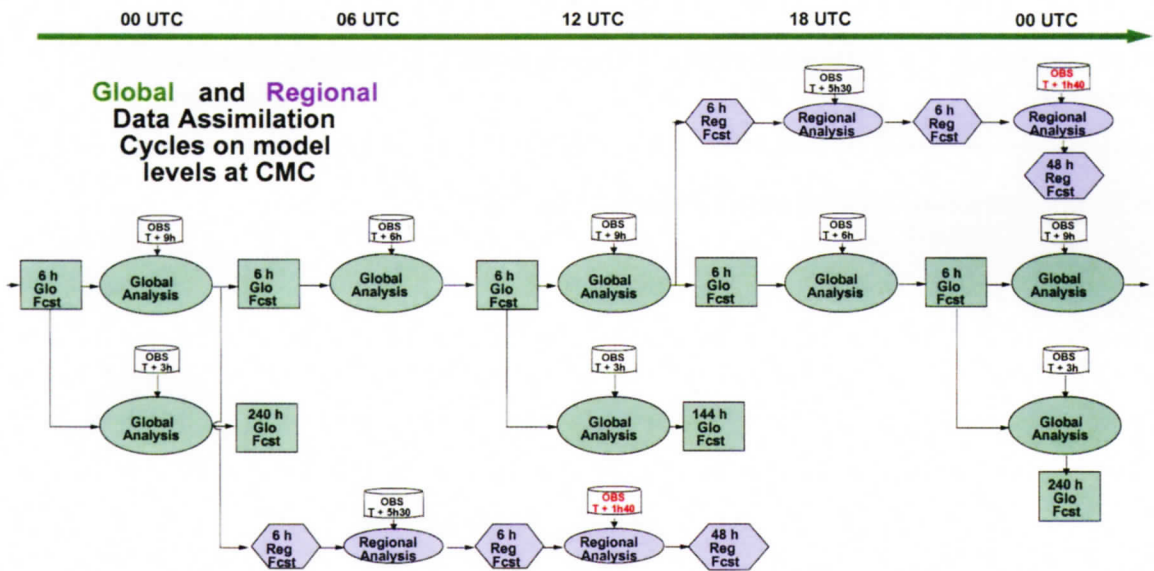 00 UTC
06 UTC
12 UTC
18 UTC
00 UTC
Global and Regional
Data Assimilation
Cycles on model
levels at CMC
OBS
T + 5h30
OBS
T + 1h40
6 h
Reg
Fcst
Regional
Analysis
6 h
Reg
Fcst
Regional
Analysis
48 h
Reg
Fcst
OBS
T + 9h
OBS
T + 6h
OBS
T + 9h
OBS
T + 6h
OBS
T + 9h
6 h
Glo
Fcst
Global
Analysis
6 h
Glo
Fcst
Global
Analysis
6 h
Glo
Fcst
Global
Analysis
6 h
Glo
Fcst
Global
Analysis
6 h
Glo
Fcst
Global
Analysis
OBS
T + 3h
OBS
T + 3h
OBS
T + 3h
Global
Analysis
240 h
Glo
Fcst
Global
Analysis
144 h
Glo
Fcst
Global
Analysis
240 h
Glo
Fcst
OBS
T + 5h30
OBS
T + 1h40
6 h
Reg
Fcst
Regional
Analysis
6 h
Reg
Fcst
Regional
Analysis
48 h
Reg
Fcst